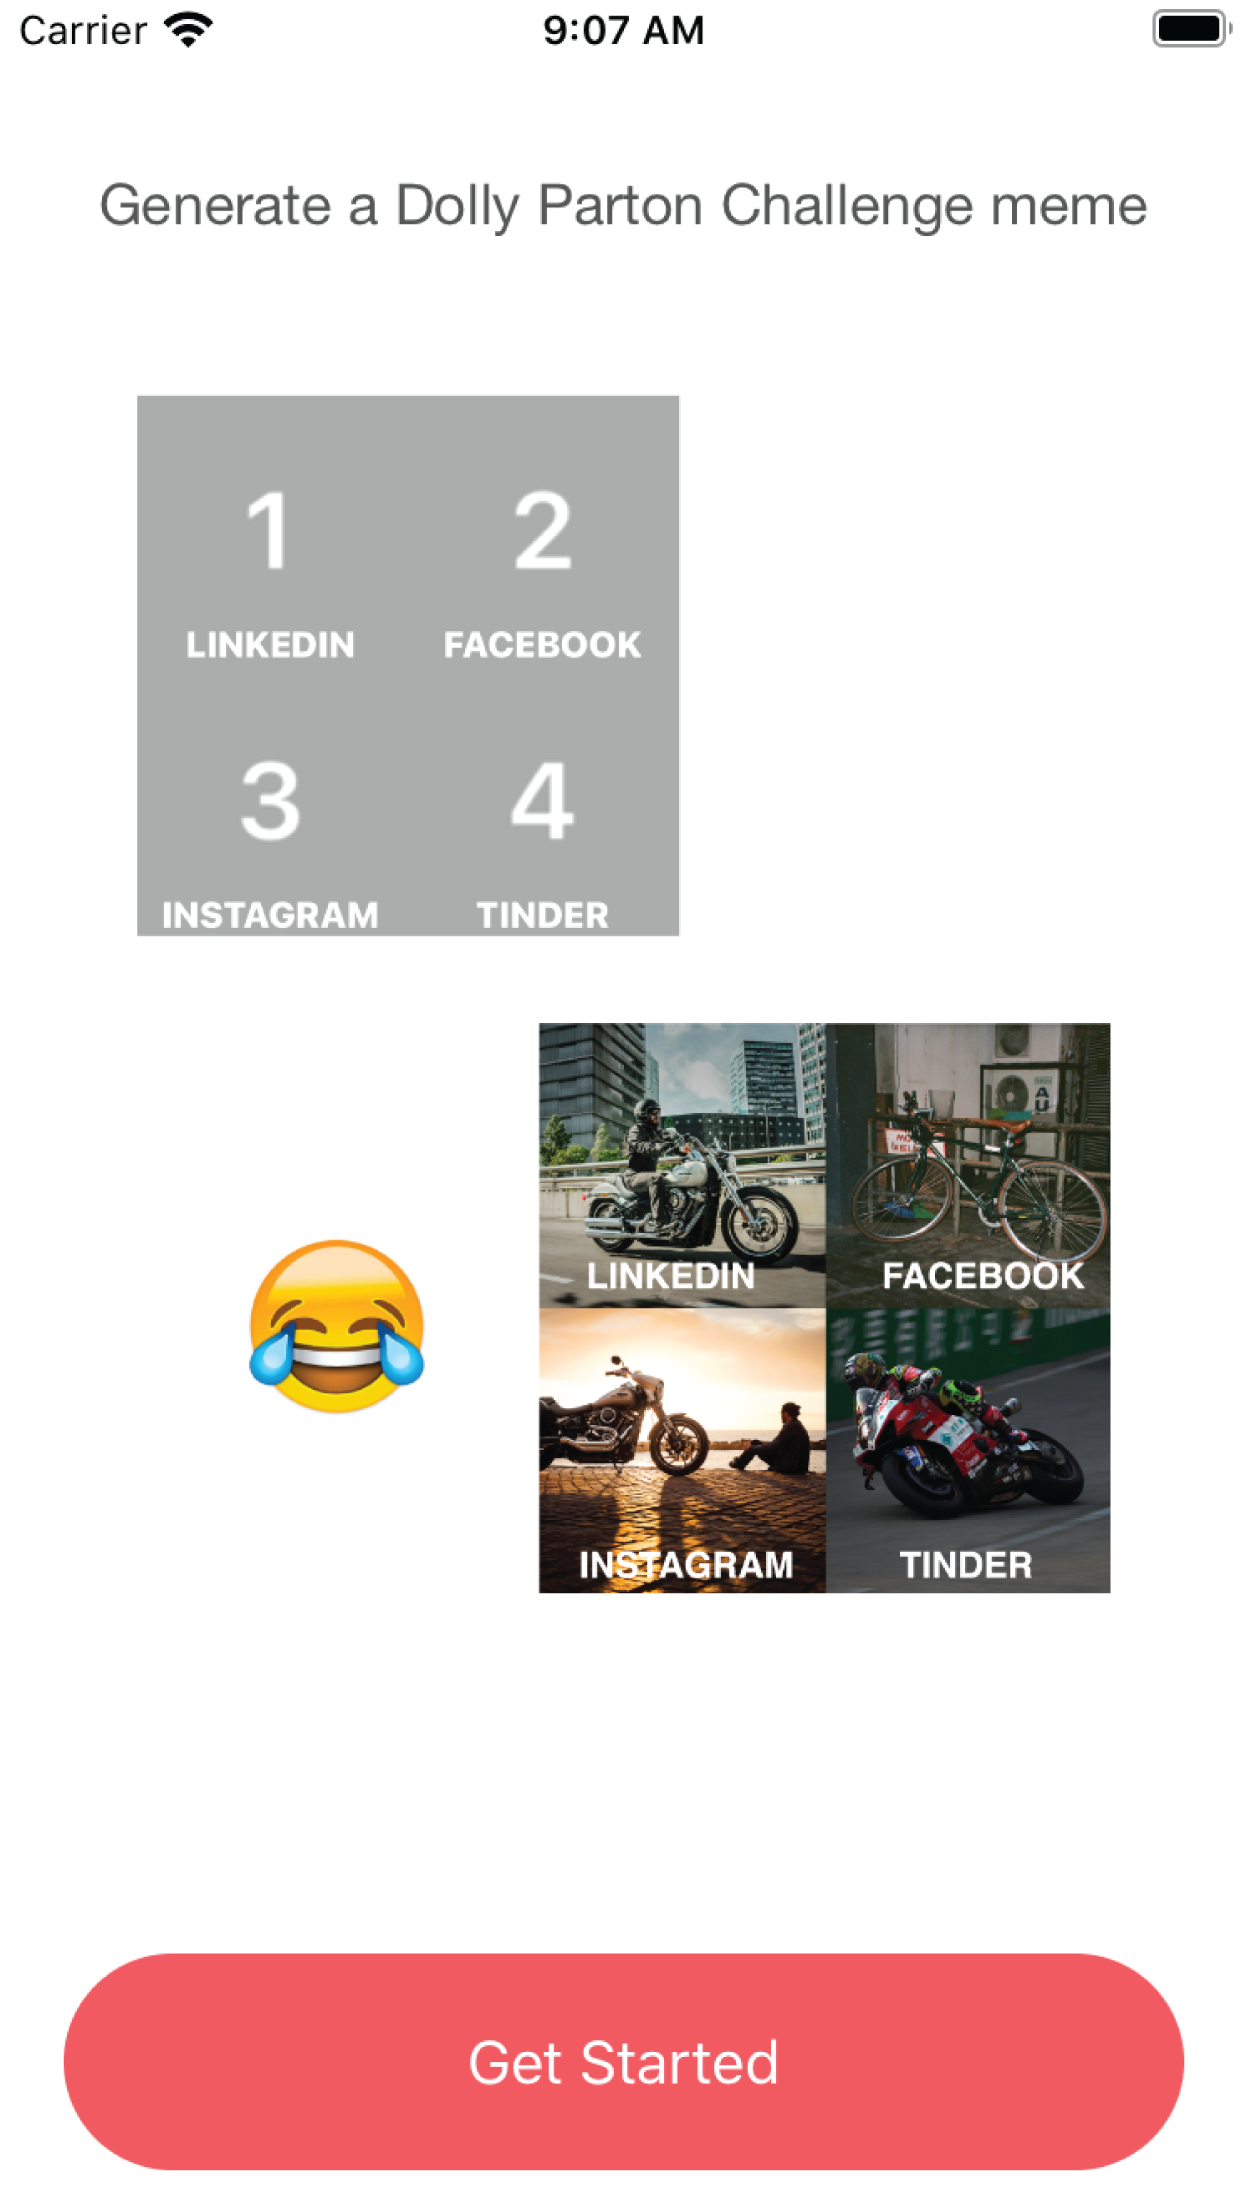 Carrier 9:07 AM
Generate a Dolly Parton Challenge meme
1 2
LINKEDIN FACEBOOK
3 4
INSTAGRAM TINDER
AU
LINKEDIN FACEBOOK
INSTAGRAM TINDER
Get Started